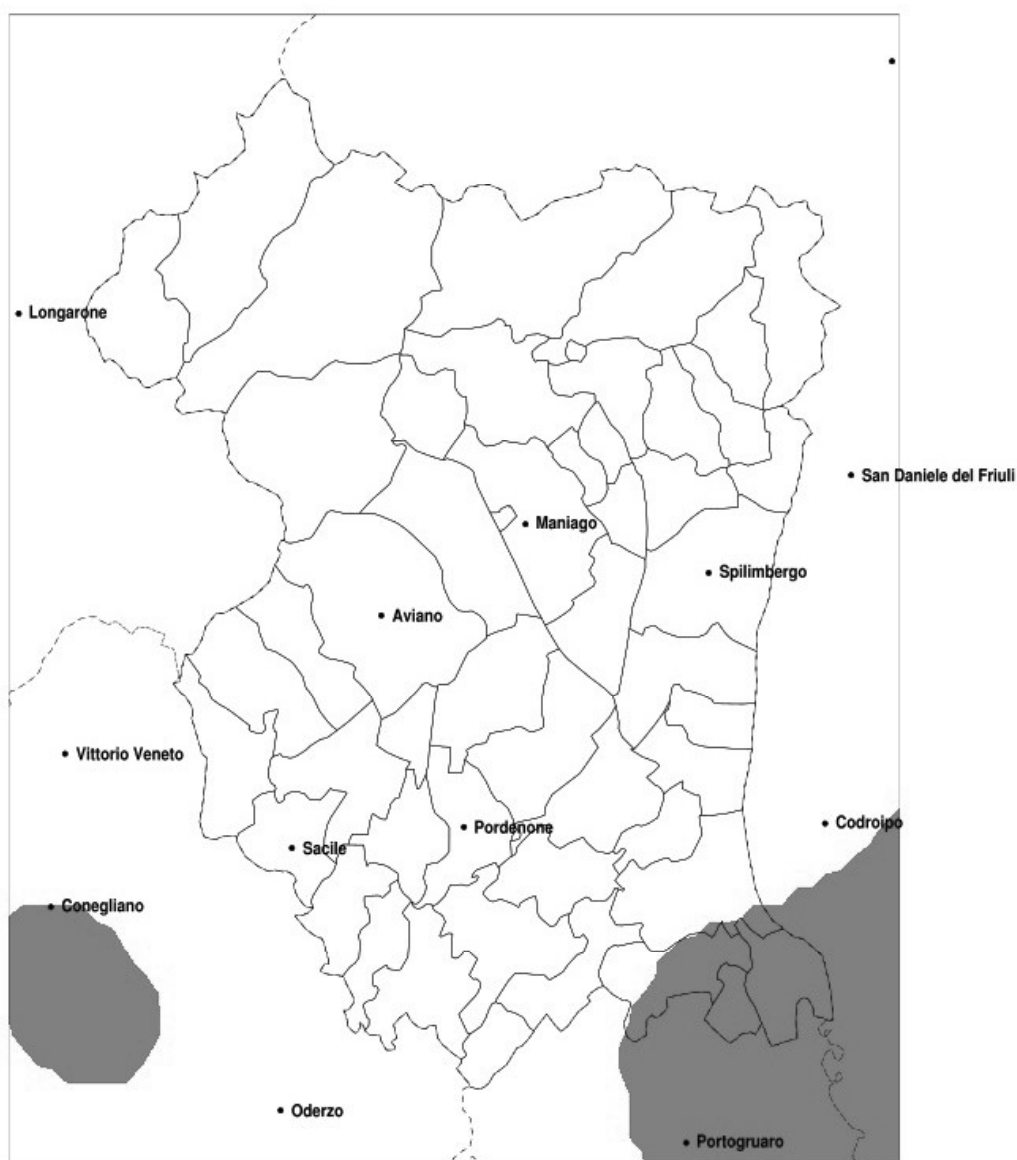 Longarone
San Daniele del Friuli
Maniago
Spilimbergo
Aviano
Vittorio Veneto
Codroipo
Pordenone
Sacile
Conegliano
Oderzo
Portogruaro